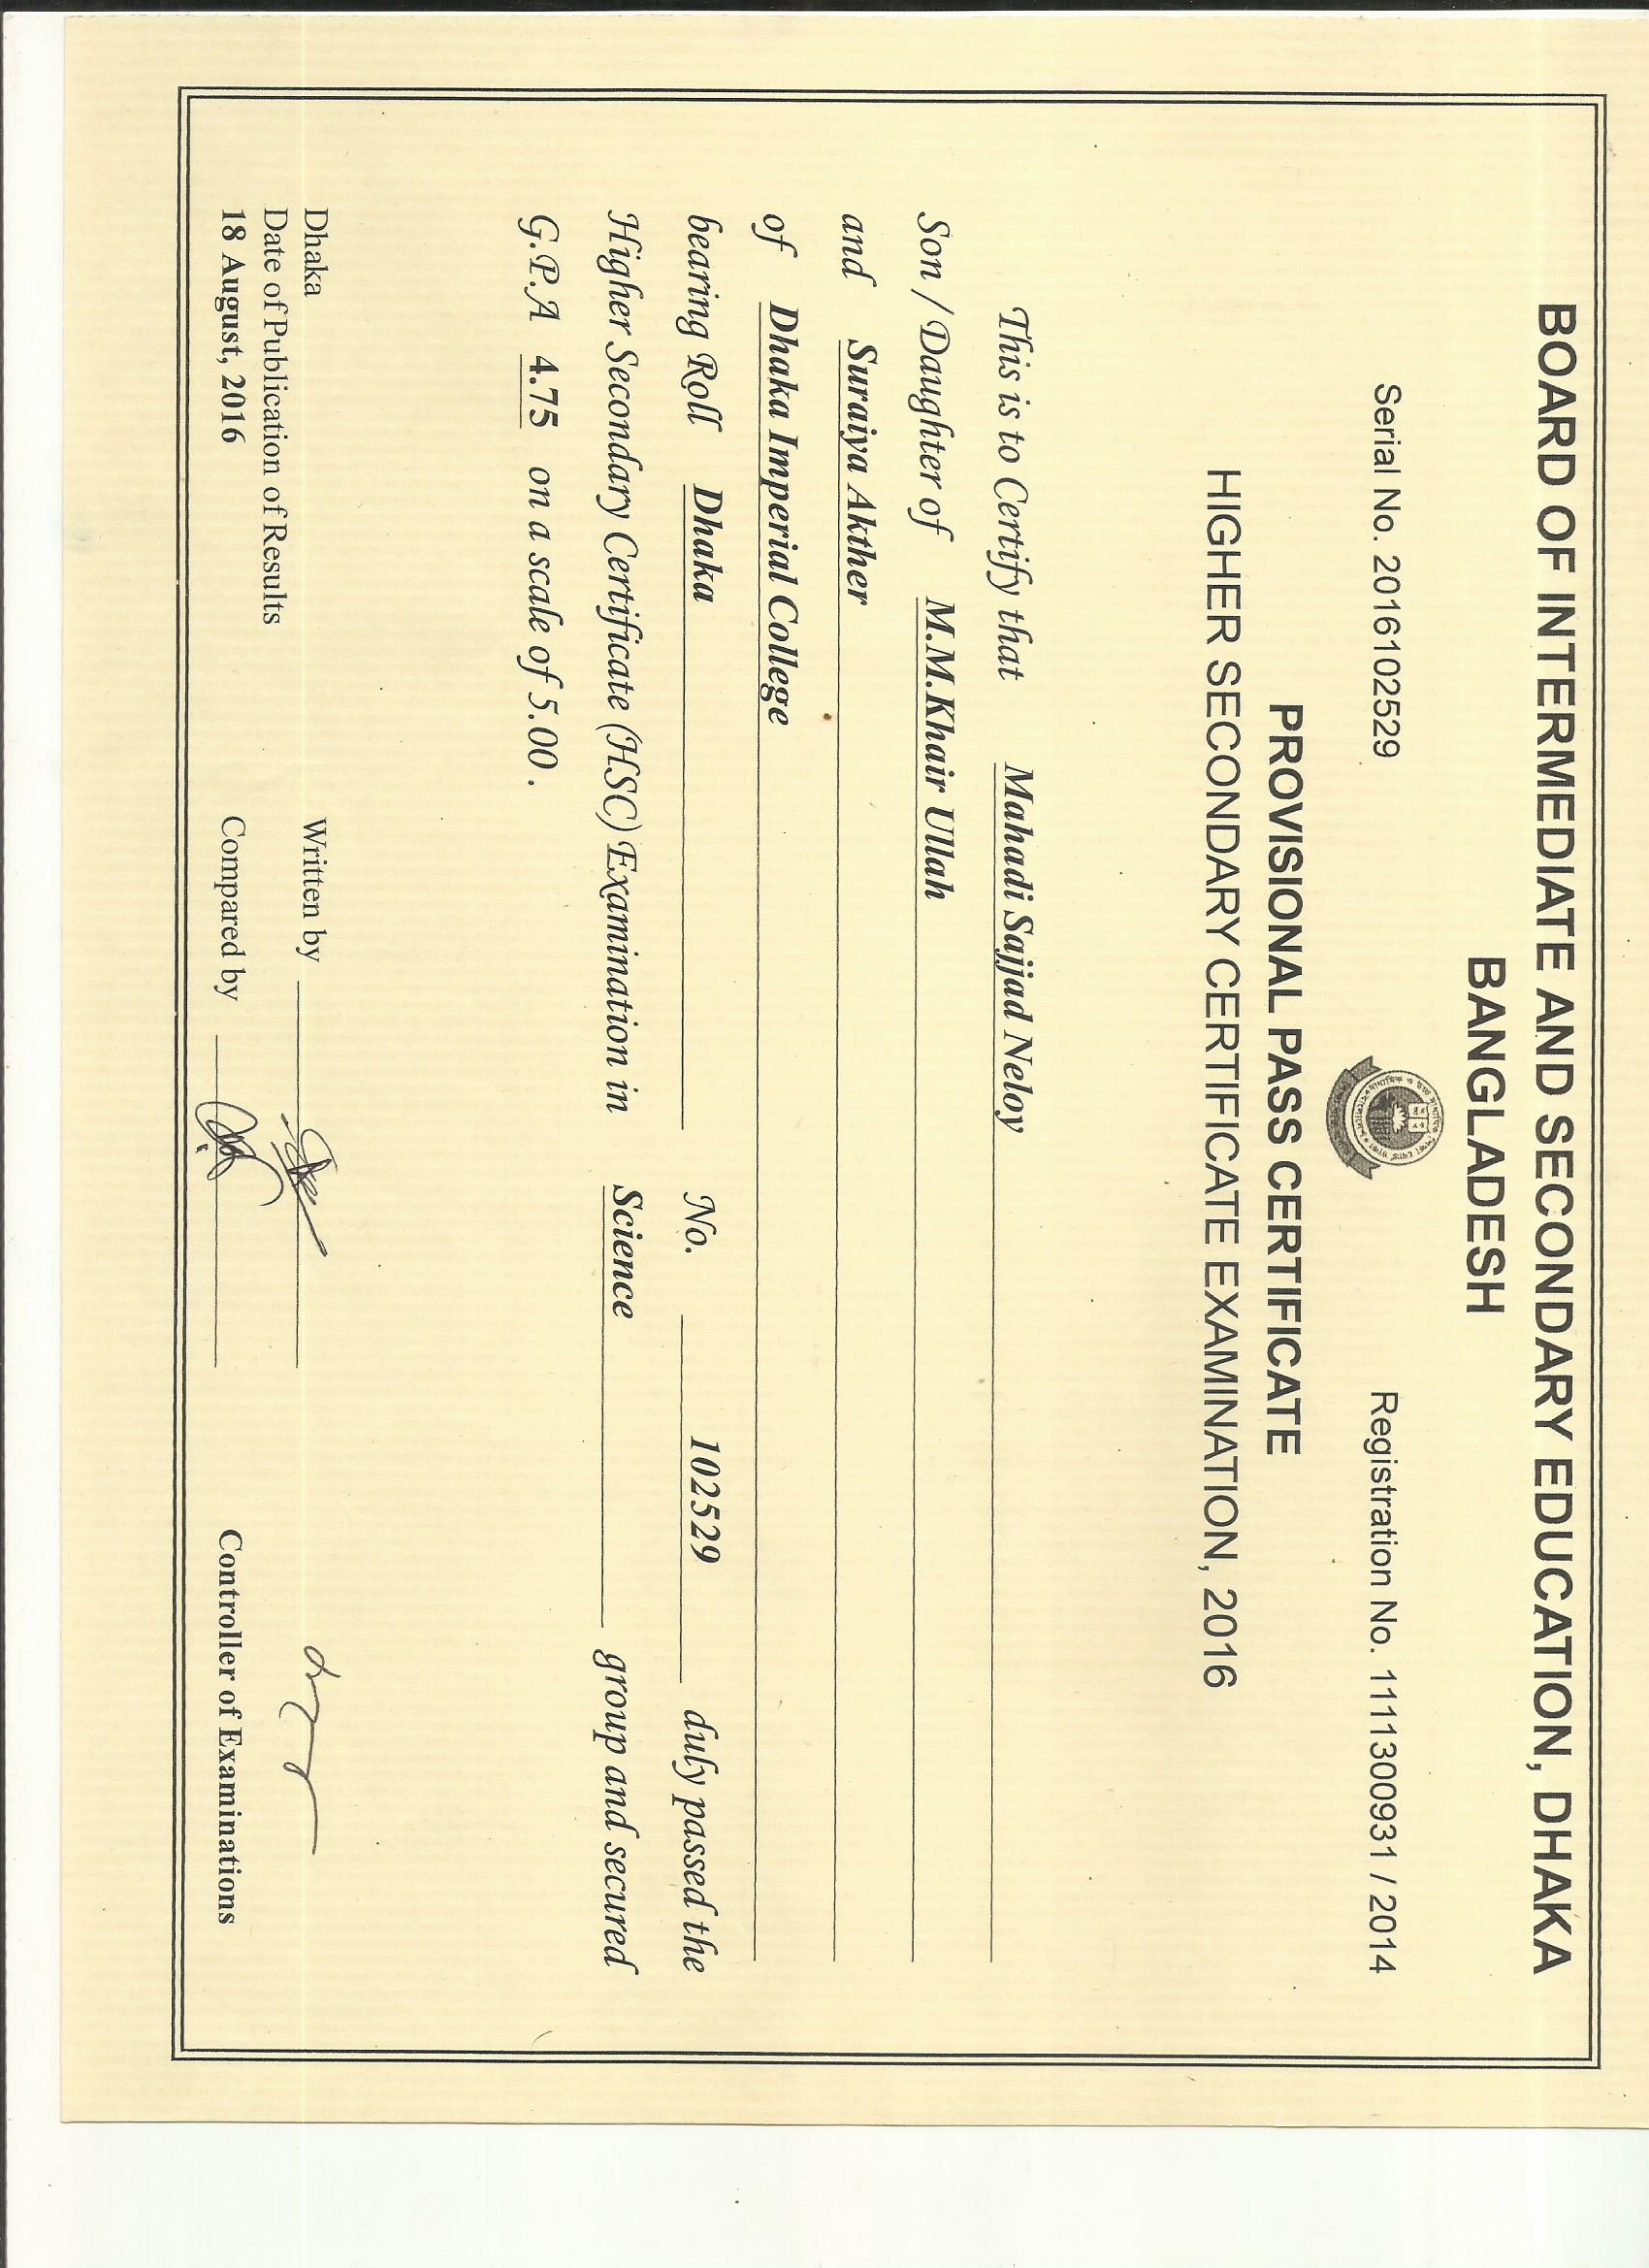 BOARD OF INTERMEDIATE AND SECONDARY EDUCATION, DHAKA
BANGLADESH
Serial No. 2016102529
Registration No. 1111300931 / 2014
PROVISIONAL PASS CERTIFICATE
HIGHER SECONDARY CERTIFICATE EXAMINATION, 2016
This is to Certify that Mahadi Sajjad Neloy
Son / Daughter of M.M.Khair Ullah
and Suraiya Akther
of Dhaka Imperial College
bearing Roll Dhaka No. 102529 duly passed the
Higher Secondary Certificate (HSC) Examination in Science group and secured
G.P.A 4.75 on a scale of 5.00 .
Dhaka
Date of Publication of Results
18 August, 2016
Written by
Compared by
Controller of Examinations